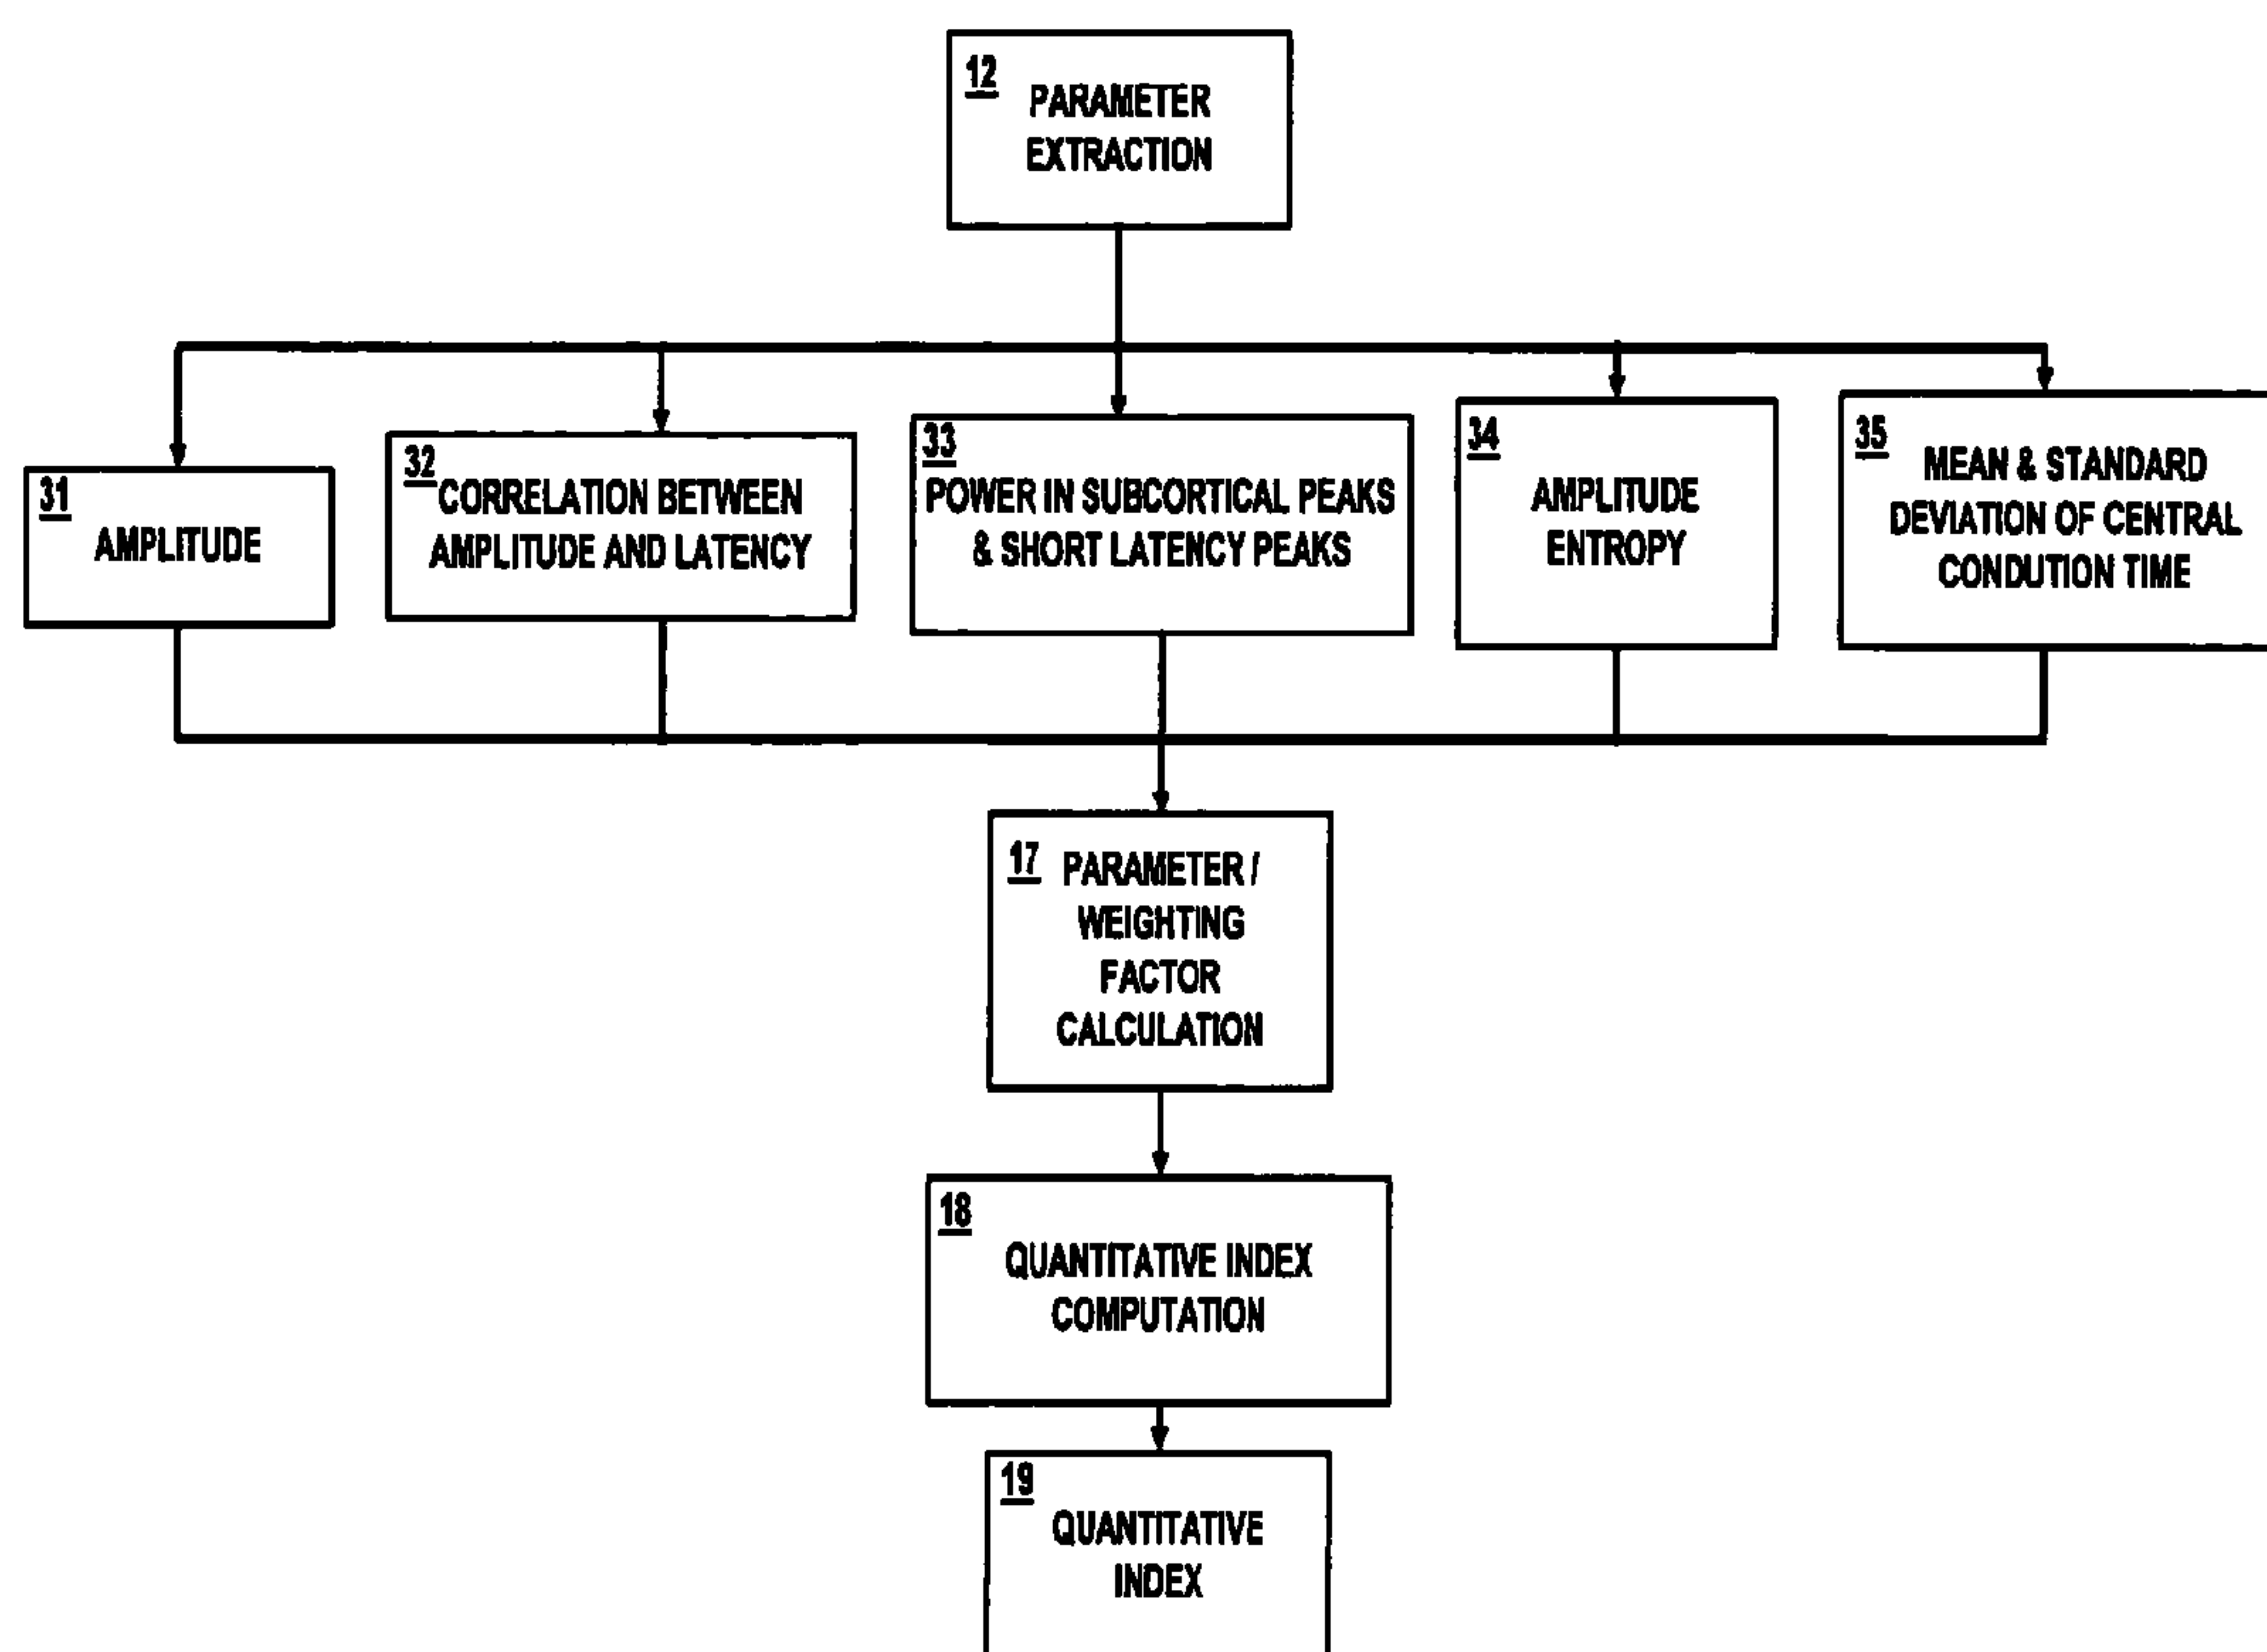 12
PARAMETER
EXTRACTION
31
AMPLITUDE
32
CORRELATION BETWEEN
AMPLITUDE AND LATENCY
33
POWER IN SUBCORTICAL PEAKS
& SHORT LATENCY PEAKS
34
AMPLITUDE
ENTROPY
35
MEAN & STANDARD
DEVIATION OF CENTRAL
CONDUTION TIME
17 PARAMETER /
WEIGHTING
FACTOR
CALCULATION
18
QUANTITATIVE INDEX
COMPUTATION
19
QUANTITATIVE
INDEX